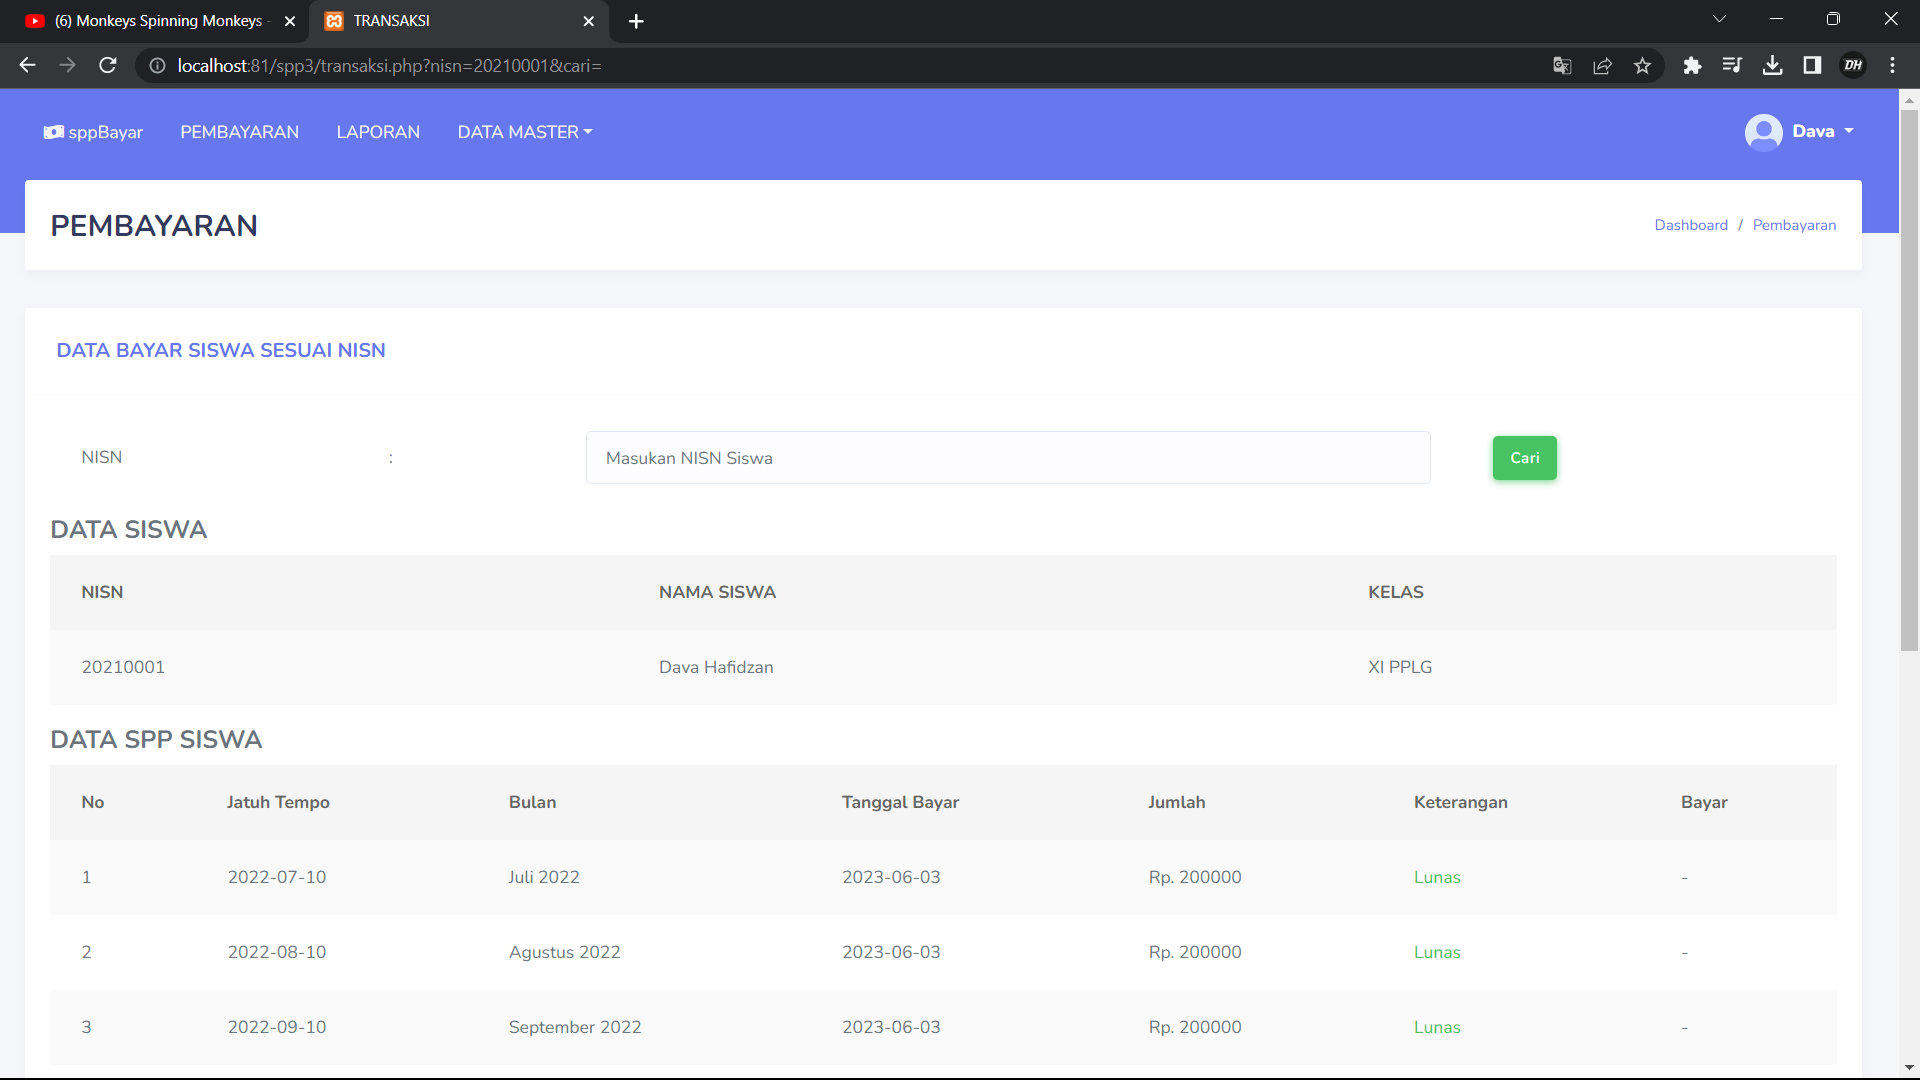 (6) Monkeys Spinning Monkeys -
TRANSAKSI
localhost:81/spp3/transaksi.php?nisn=20210001&cari=
DH
sppBayar
PEMBAYARAN
LAPORAN
DATA MASTER
Dava
PEMBAYARAN
Dashboard / Pembayaran
DATA BAYAR SISWA SESUAI NISN
NISN : Masukan NISN Siswa Cari
DATA SISWA
NISN NAMA SISWA KELAS
20210001 Dava Hafidzan XI PPLG
DATA SPP SISWA
No Jatuh Tempo Bulan Tanggal Bayar Jumlah Keterangan Bayar
1 2022-07-10 Juli 2022 2023-06-03 Rp. 200000 Lunas -
2 2022-08-10 Agustus 2022 2023-06-03 Rp. 200000 Lunas -
3 2022-09-10 September 2022 2023-06-03 Rp. 200000 Lunas -